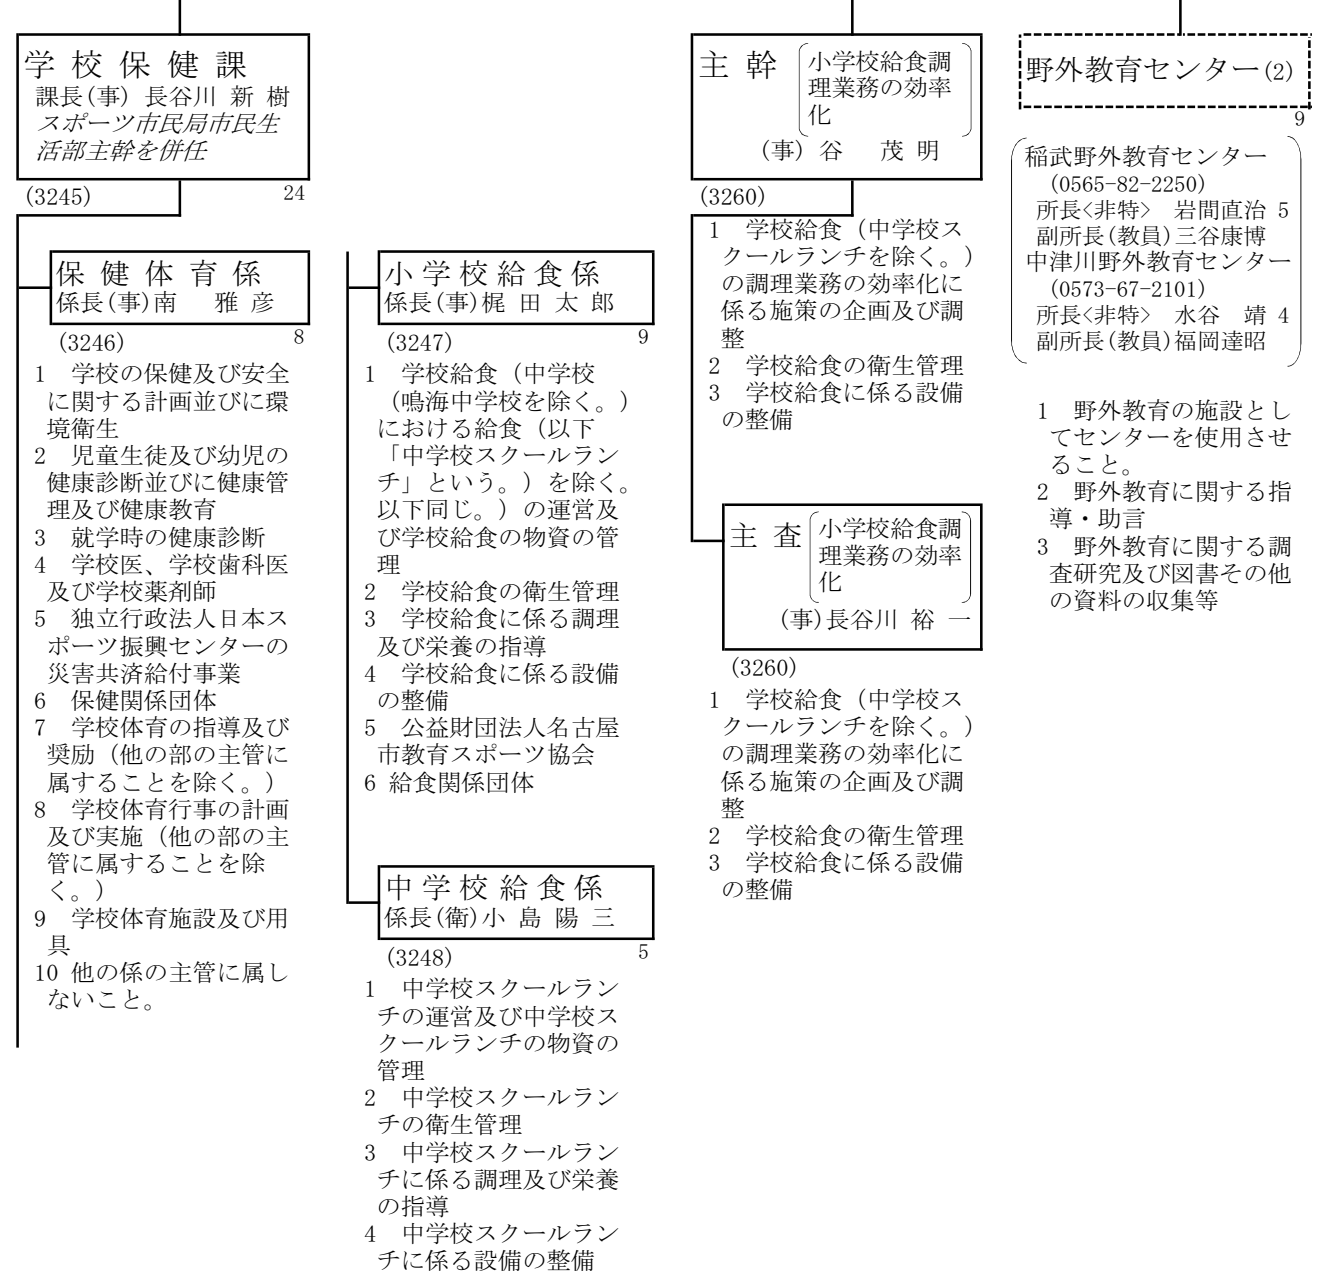 学校保健課
課長(事) 長谷川 新 樹
スポーツ市民局市民生
活部主幹を併任
(3245)
24
保健体育係
係長(事)南 雅彦
(3246)
8
1 学校の保健及び安全
に関する計画並びに環
境衛生
2 児童生徒及び幼児の
健康診断並びに健康管
理及び健康教育
3 就学時の健康診断
4 学校医、学校歯科医
及び学校薬剤師
5 独立行政法人日本ス
ポーツ振興センターの
災害共済給付事業
6 保健関係団体
7 学校体育の指導及び
奨励（他の部の主管に
属することを除く。）
8 学校体育行事の計画
及び実施（他の部の主
管に属することを除
く。）
9 学校体育施設及び用
具
10 他の係の主管に属し
ないこと。
小学校給食係
係長(事)梶田太郎
(3247)
9
1 学校給食（中学校
（鳴海中学校を除く。）
における給食（以下
「中学校スクールラン
チ」という。）を除く。
以下同じ。）の運営及
び学校給食の物資の管
理
2 学校給食の衛生管理
3 学校給食に係る調理
及び栄養の指導
4 学校給食に係る設備
の整備
5 公益財団法人名古屋
市教育スポーツ協会
6 給食関係団体
中学校給食係
係長(衛)小島陽三
(3248)
5
1 中学校スクールラン
チの運営及び中学校ス
クールランチの物資の
管理
2 中学校スクールラン
チの衛生管理
3 中学校スクールラン
チに係る調理及び栄養
の指導
4 中学校スクールラン
チに係る設備の整備
主幹
小学校給食調
理業務の効率
化
(事) 谷 茂明
(3260)
1 学校給食（中学校ス
クールランチを除く。）
の調理業務の効率化に
係る施策の企画及び調
整
2 学校給食の衛生管理
3 学校給食に係る設備
の整備
主査
小学校給食調
理業務の効率
化
(事)長谷川 裕 一
(3260)
1 学校給食（中学校ス
クールランチを除く。）
の調理業務の効率化に
係る施策の企画及び調
整
2 学校給食の衛生管理
3 学校給食に係る設備
の整備
野外教育センター(2)
9
稲武野外教育センター
(0565-82-2250)
所長<非特> 岩間直治 5
副所長(教員)三谷康博
中津川野外教育センター
(0573-67-2101)
所長<非特> 水谷 靖 4
副所長(教員)福岡達昭
1 野外教育の施設とし
てセンターを使用させ
ること。
2 野外教育に関する指
導・助言
3 野外教育に関する調
査研究及び図書その他
の資料の収集等